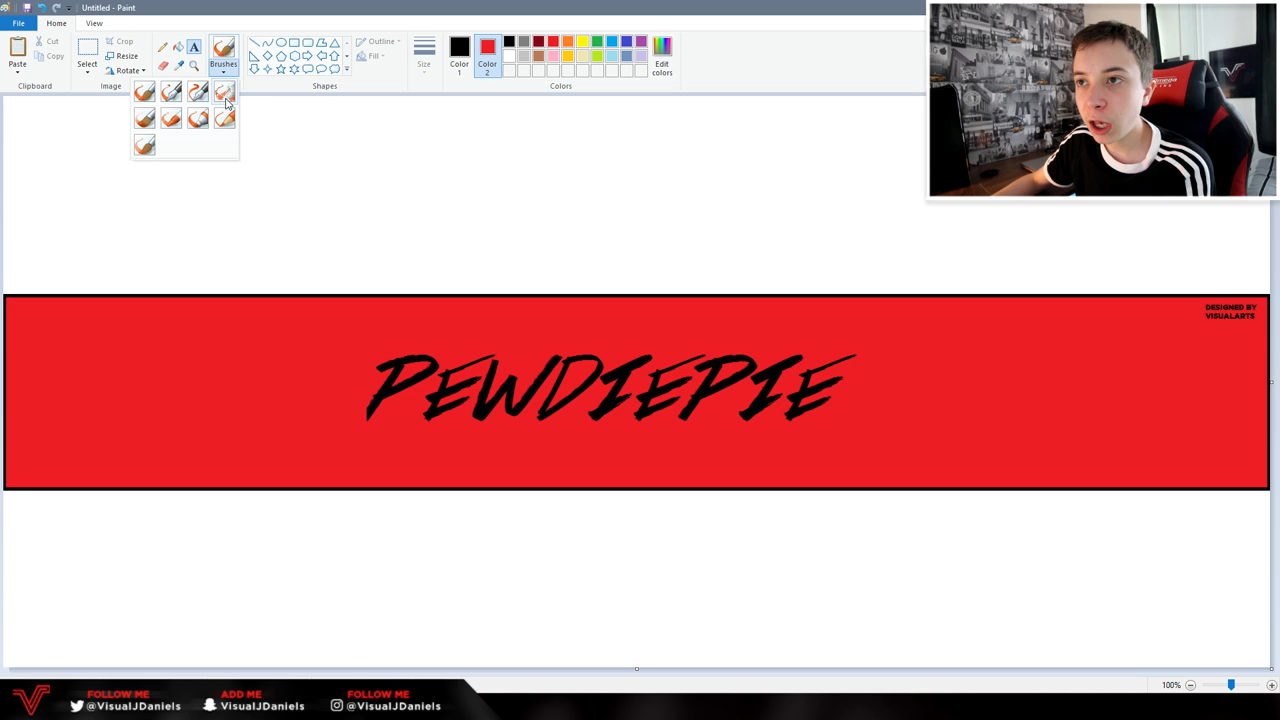 Untitled - Paint
File
Home
View
Paste
Cut
Copy
Clipboard
Select
Crop
Resize
Rotate
Image
A
Brushes
Shapes
Outline
Fill
Size
Color 1
Color 2
Edit colors
Colors
DESIGNED BY
VISUALARTS
PEWDIEPIE
FOLLOW ME
@VisualJDaniels
ADD ME
VisualJDaniels
FOLLOW ME
@VisualJDaniels
100%